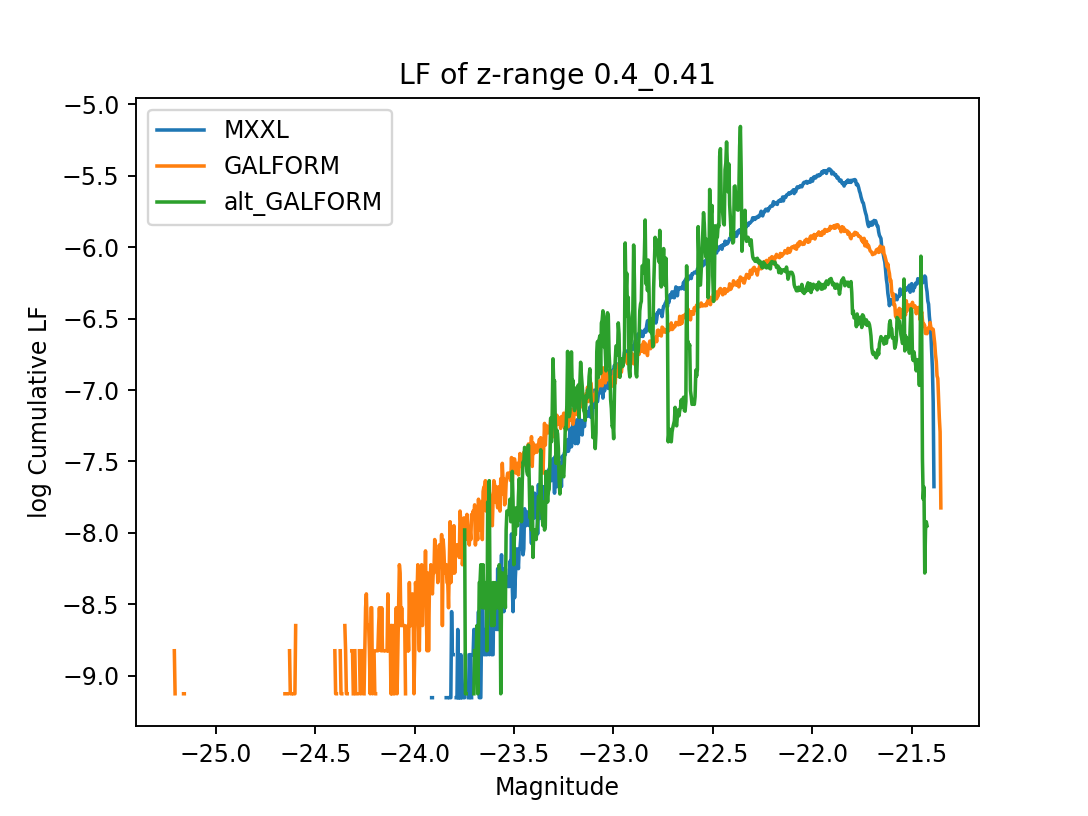 LF of z-range 0.4_0.41
−5.0
−5.5
−6.0
−6.5
−7.0
−7.5
−8.0
−8.5
−9.0
log Cumulative LF
MXXL
GALFORM
alt_GALFORM
−25.0 −24.5 −24.0 −23.5 −23.0 −22.5 −22.0 −21.5
Magnitude